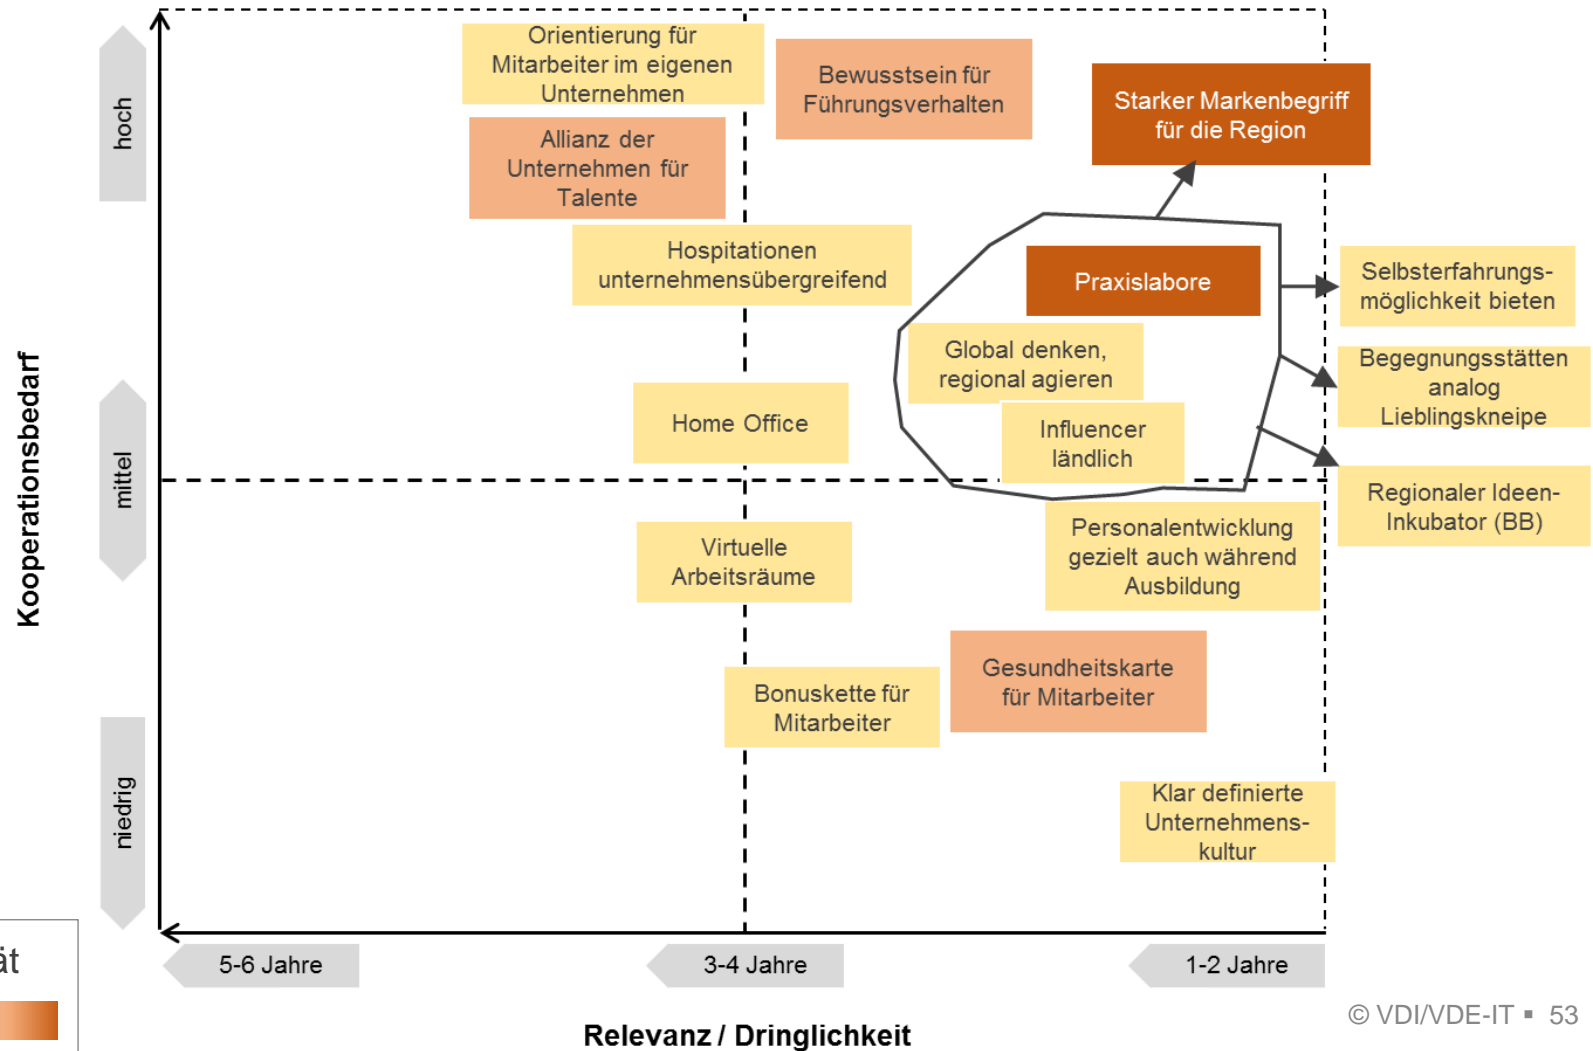 Orientierung für
Mitarbeiter im eigenen
Unternehmen
Bewusstsein für
Führungsverhalten
Starker Markenbegriff
für die Region
hoch
Allianz der
Unternehmen für
Talente
Hospitationen
unternehmensübergreifend
Praxislabore
Selbsterfahrungs-
möglichkeit bieten
Global denken,
regional agieren
Begegnungsstätten
analog
Lieblingskneipe
Kooperationsbedarf
mittel
Home Office
Influencer
ländlich
Regionaler Ideen-
Inkubator (BB)
Virtuelle
Arbeitsräume
Personalentwicklung
gezielt auch während
Ausbildung
Bonuskette für
Mitarbeiter
Gesundheitskarte
für Mitarbeiter
niedrig
Klar definierte
Unternehmens-
kultur
ät
5-6 Jahre
3-4 Jahre
1-2 Jahre
Relevanz / Dringlichkeit
© VDI/VDE-IT ▪ 53